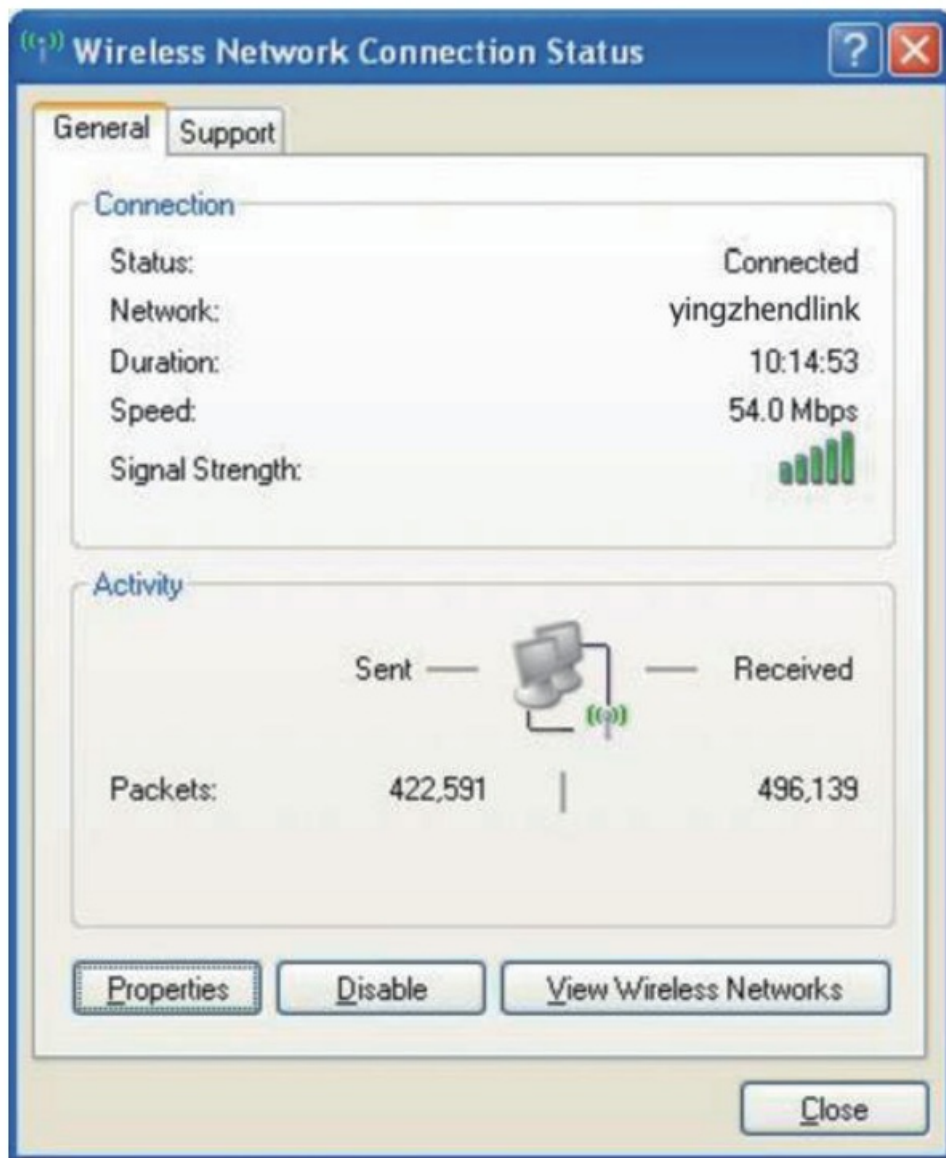 Wireless Network Connection Status
General Support
Connection
Status: Connected
Network: yingzhendlink
Duration: 10:14:53
Speed: 54.0 Mbps
Signal Strength:
Activity
Sent Received
Packets: 422,591 496,139
Properties Disable View Wireless Networks
Close